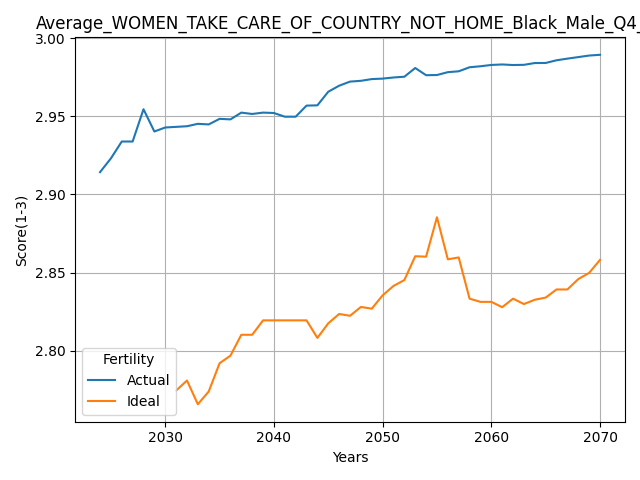 Average_WOMEN_TAKE_CARE_OF_COUNTRY_NOT_HOME_Black_Male_Q4_
3.00
2.95
2.90
2.85
2.80
Score(1-3)
Fertility
Actual
Ideal
2030 2040 2050 2060 2070
Years